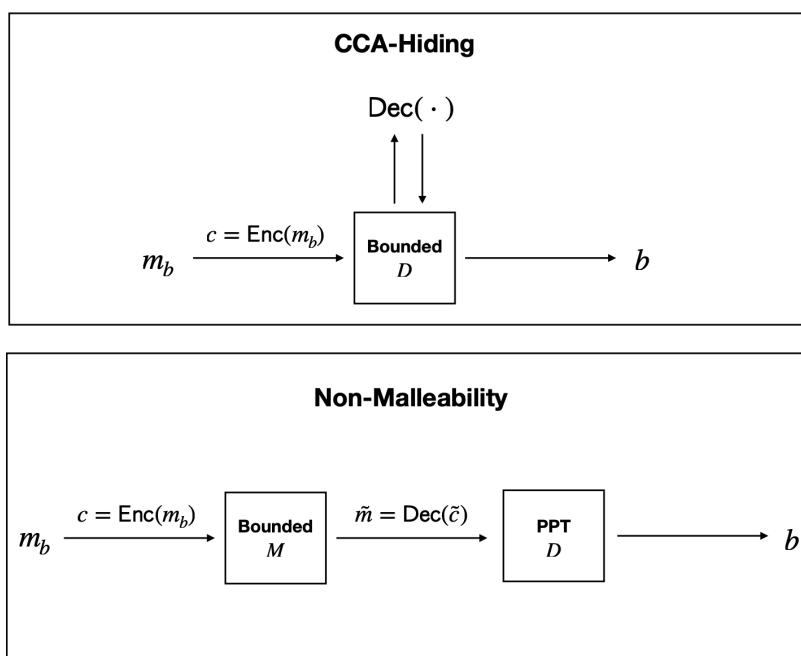 CCA-Hiding
Dec( · )
c = Enc(m_b)
m_b
Bounded
D
b
Non-Malleability
c = Enc(m_b)
m̃ = Dec(c̃)
m_b
Bounded
M
PPT
D
b